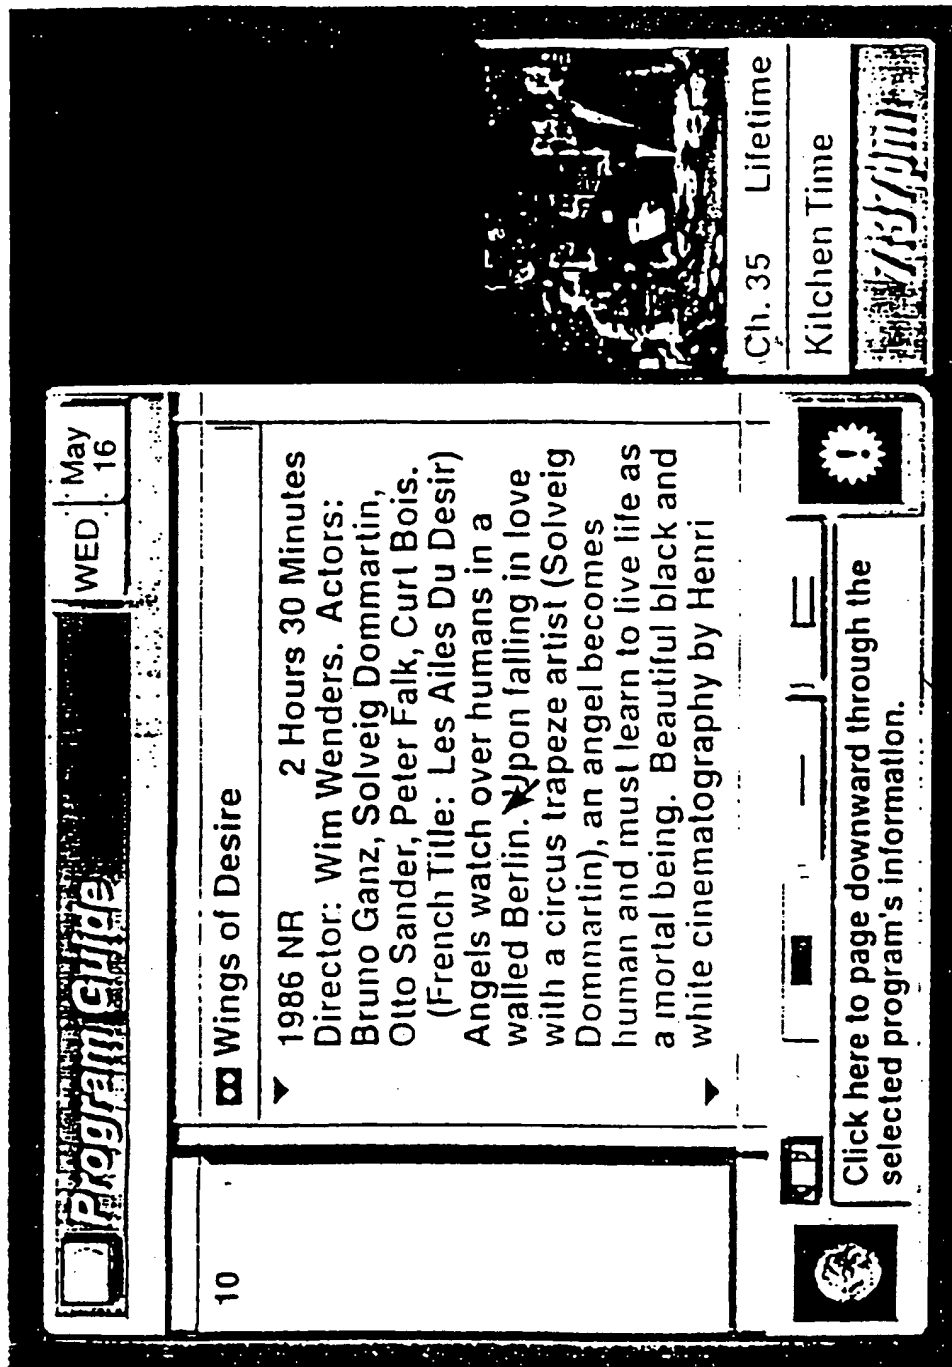 Program Guide
WED May
16
10
Wings of Desire
1986 NR 2 Hours 30 Minutes
Director: Wim Wenders. Actors:
Bruno Ganz, Solveig Dommartin,
Otto Sander, Peter Falk, Curt Bois.
(French Title: Les Ailes Du Desir)
Angels watch over humans in a
walled Berlin. Upon falling in love
with a circus trapeze artist (Solveig
Dommartin), an angel becomes
human and must learn to live life as
a mortal being. Beautiful black and
white cinematography by Henri
Click here to page downward through the
selected program's information.
!
Ch. 35 Lifetime
Kitchen Time